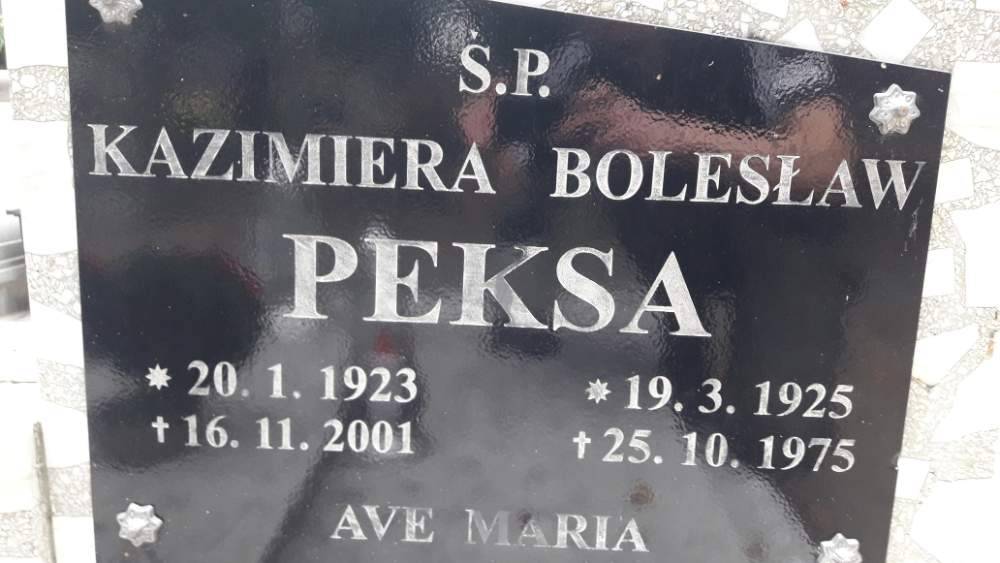 S.P.
KAZIMIERA BOLESŁAW
PEKSA
* 20. 1. 1923 * 19. 3. 1925
† 16. 11. 2001 † 25. 10. 1975
AVE MARIA